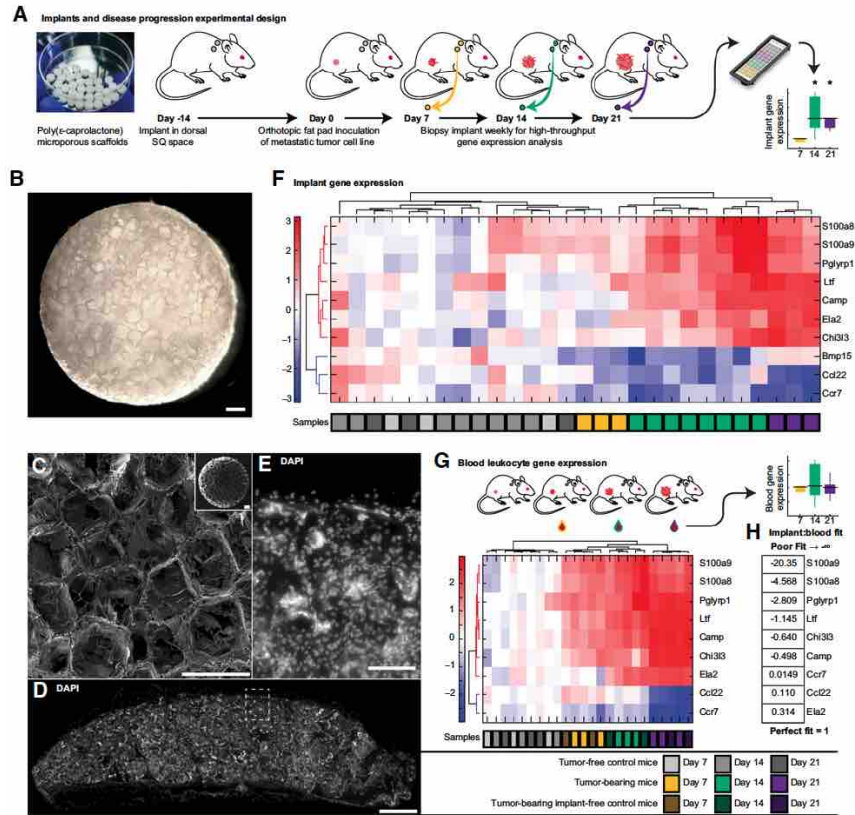 A Implants and disease progression experimental design
Poly(ε-caprolactone)
microporous scaffolds
Day -14
Implant in dorsal
SQ space
Day 0
Orthotopic fat pad inoculation
of metastatic tumor cell line
Day 7
Day 14
Day 21
Biopsy implant weekly for high-throughput
gene expression analysis
Implant gene
expression
* *
7 14 21
B
F Implant gene expression
3
2
1
0
−1
−2
−3
S100a8
S100a9
Pglyrp1
Ltf
Camp
Ela2
Chi3l3
Bmp15
Ccl22
Ccr7
Samples
C
E DAPI
D DAPI
G Blood leukocyte gene expression
Blood gene
expression
7 14 21
2
1
0
−1
−2
S100a9
S100a8
Pglyrp1
Ltf
Camp
Chi3l3
Ela2
Ccl22
Ccr7
Samples
H Implant:blood fit
Poor Fit → -∞
-20.35 S100a9
-4.568 S100a8
-2.809 Pglyrp1
-1.145 Ltf
-0.640 Chi3l3
-0.498 Camp
0.0149 Ccr7
0.110 Ccl22
0.314 Ela2
Perfect fit = 1
Tumor-free control mice Day 7 Day 14 Day 21
Tumor-bearing mice Day 7 Day 14 Day 21
Tumor-bearing implant-free control mice Day 7 Day 14 Day 21